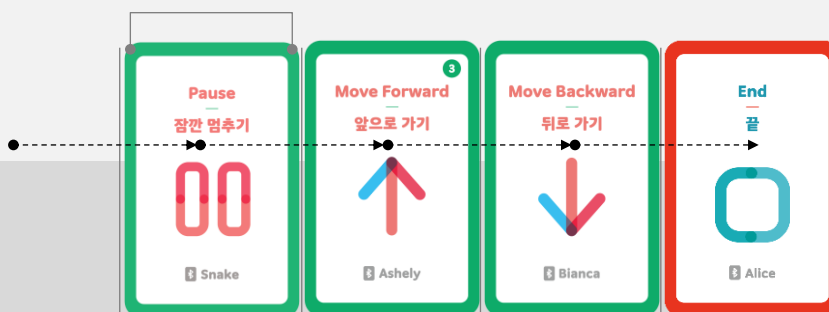 Pause
잠깐 멈추기
Snake
3
Move Forward
앞으로 가기
Ashely
Move Backward
뒤로 가기
Bianca
End
끝
Alice